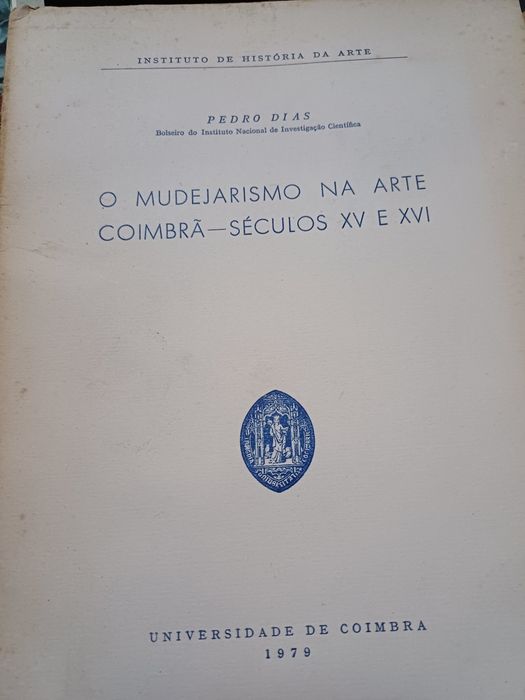 INSTITUTO DE HISTÓRIA DA ARTE
PEDRO DIAS
Bolseiro do Instituto Nacional de Investigação Científica
O MUDEJARISMO NA ARTE
COIMBRÃ—SÉCULOS XV E XVI
UNIVERSIDADE DE COIMBRA
1979